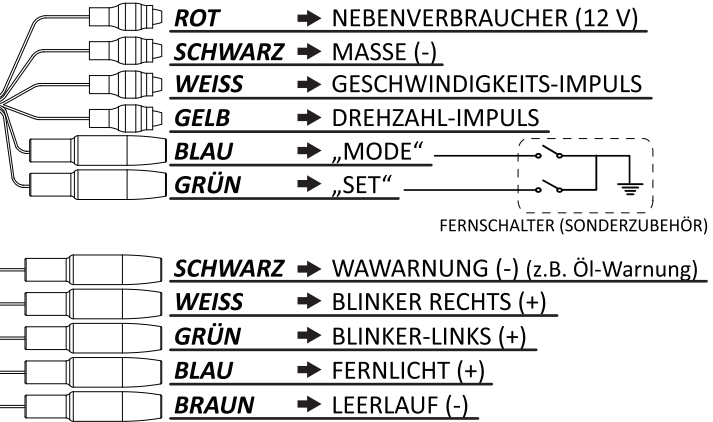 ROT → NEBENVERBRAUCHER (12 V)
SCHWARZ → MASSE (-)
WEISS → GESCHWINDIGKEITS-IMPULS
GELB → DREHZAHL-IMPULS
BLAU → „MODE“
GRÜN → „SET“
FERNSCHALTER (SONDERZUBEHÖR)
SCHWARZ → WAWARNUNG (-) (z.B. Öl-Warnung)
WEISS → BLINKER RECHTS (+)
GRÜN → BLINKER-LINKS (+)
BLAU → FERNLICHT (+)
BRAUN → LEERLAUF (-)